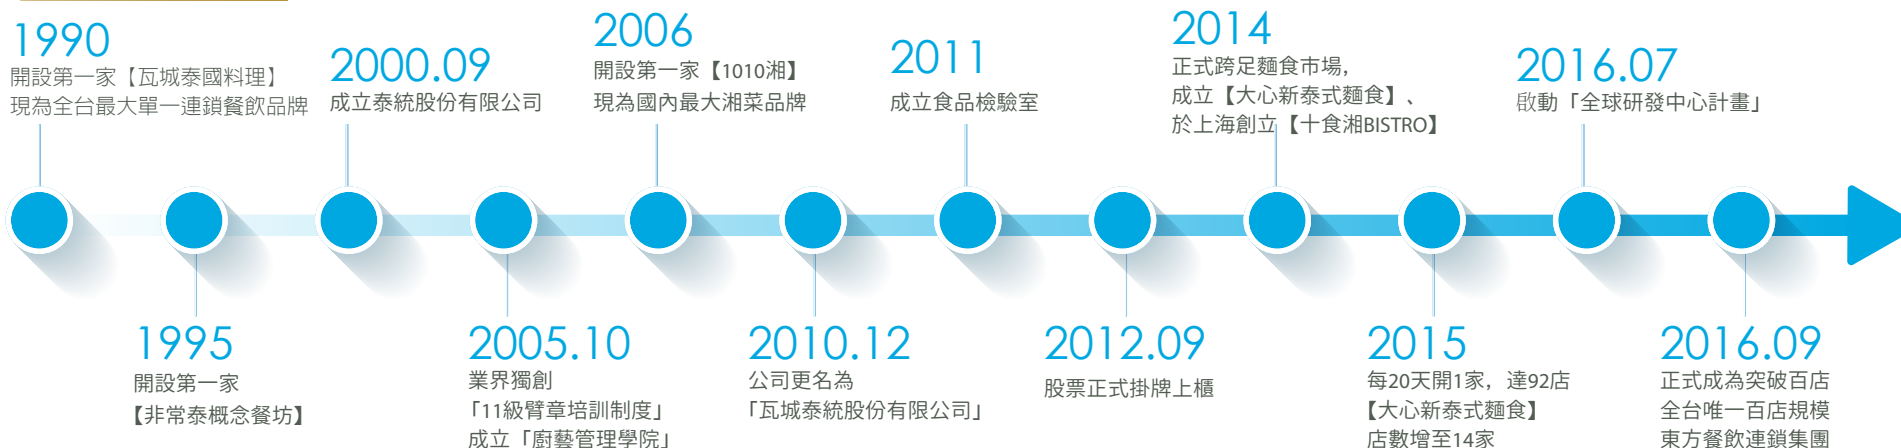 1990
開設第一家【瓦城泰國料理】
現為全台最大單一連鎖餐飲品牌
1995
開設第一家
【非常泰概念餐坊】
2000.09
成立泰統股份有限公司
2005.10
業界獨創
「11級臂章培訓制度」
成立「廚藝管理學院」
2006
開設第一家【1010湘】
現為國內最大湘菜品牌
2010.12
公司更名為
「瓦城泰統股份有限公司」
2011
成立食品檢驗室
2012.09
股票正式掛牌上櫃
2014
正式跨足麵食市場，
成立【大心新泰式麵食】、
於上海創立【十食湘BISTRO】
2015
每20天開1家，達92店
【大心新泰式麵食】
店數增至14家
2016.07
啟動「全球研發中心計畫」
2016.09
正式成為突破百店
全台唯一百店規模
東方餐飲連鎖集團